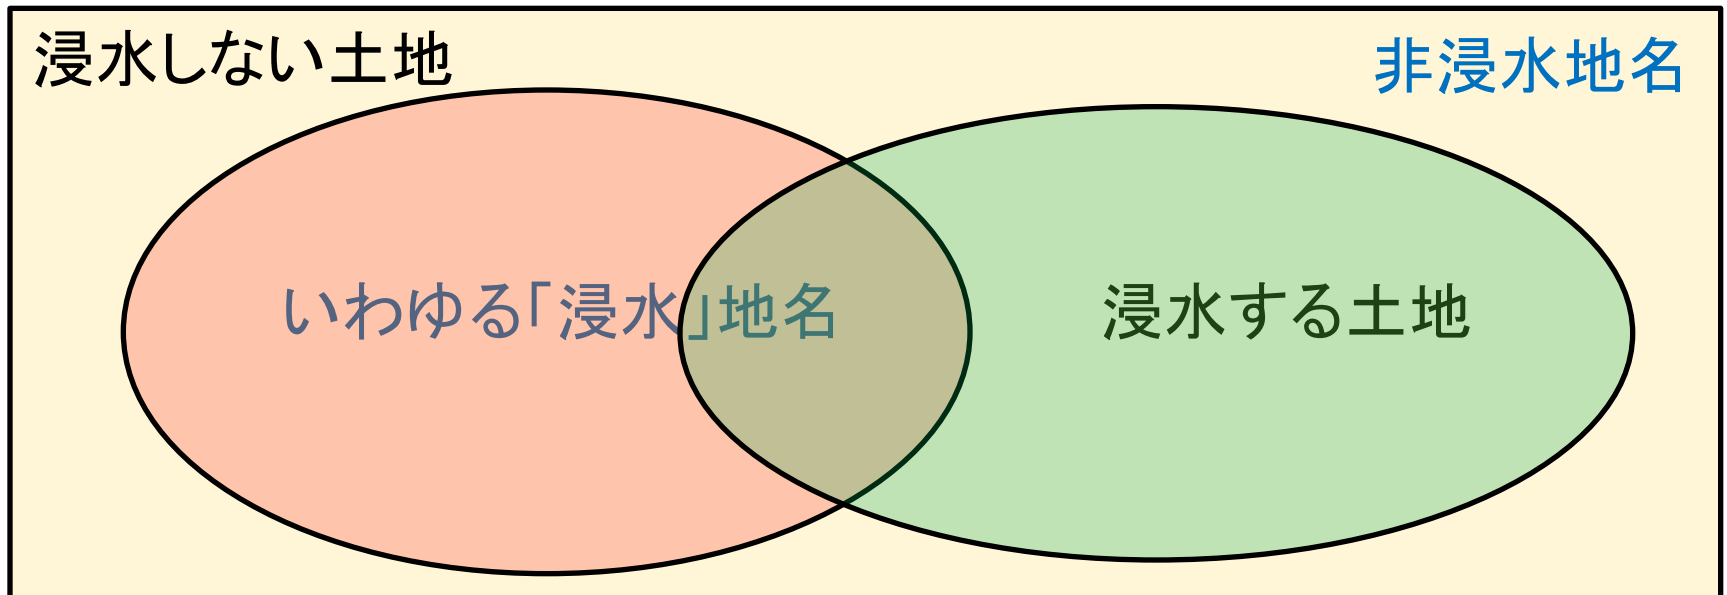 浸水しない土地
非浸水地名
いわゆる「浸水」地名
浸水する土地